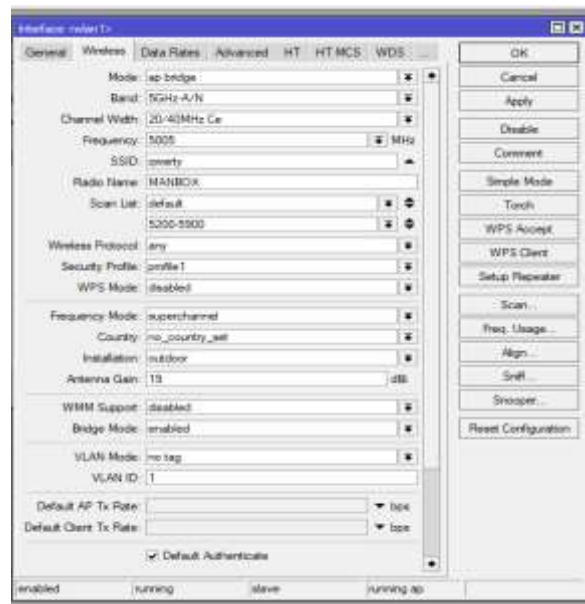 Interface <wlan1>
General Wireless Data Rates Advanced HT HT MCS WDS ...
Mode: ap bridge
Band: 5GHz-A/N
Channel Width: 20/40MHz Ce
Frequency: 5005 MHz
SSID: qwerty
Radio Name: MANBOX
Scan List: default
5200-5900
Wireless Protocol: any
Security Profile: profile1
WPS Mode: disabled
Frequency Mode: superchannel
Country: no_country_set
Installation: outdoor
Antenna Gain: 19 dBi
WMM Support: disabled
Bridge Mode: enabled
VLAN Mode: no tag
VLAN ID: 1
Default AP Tx Rate: bps
Default Client Tx Rate: bps
Default Authenticate
OK
Cancel
Apply
Disable
Comment
Simple Mode
Torch
WPS Accept
WPS Client
Setup Repeater
Scan...
Freq. Usage...
Align...
Sniff...
Snooper...
Reset Configuration
enabled running slave running ap